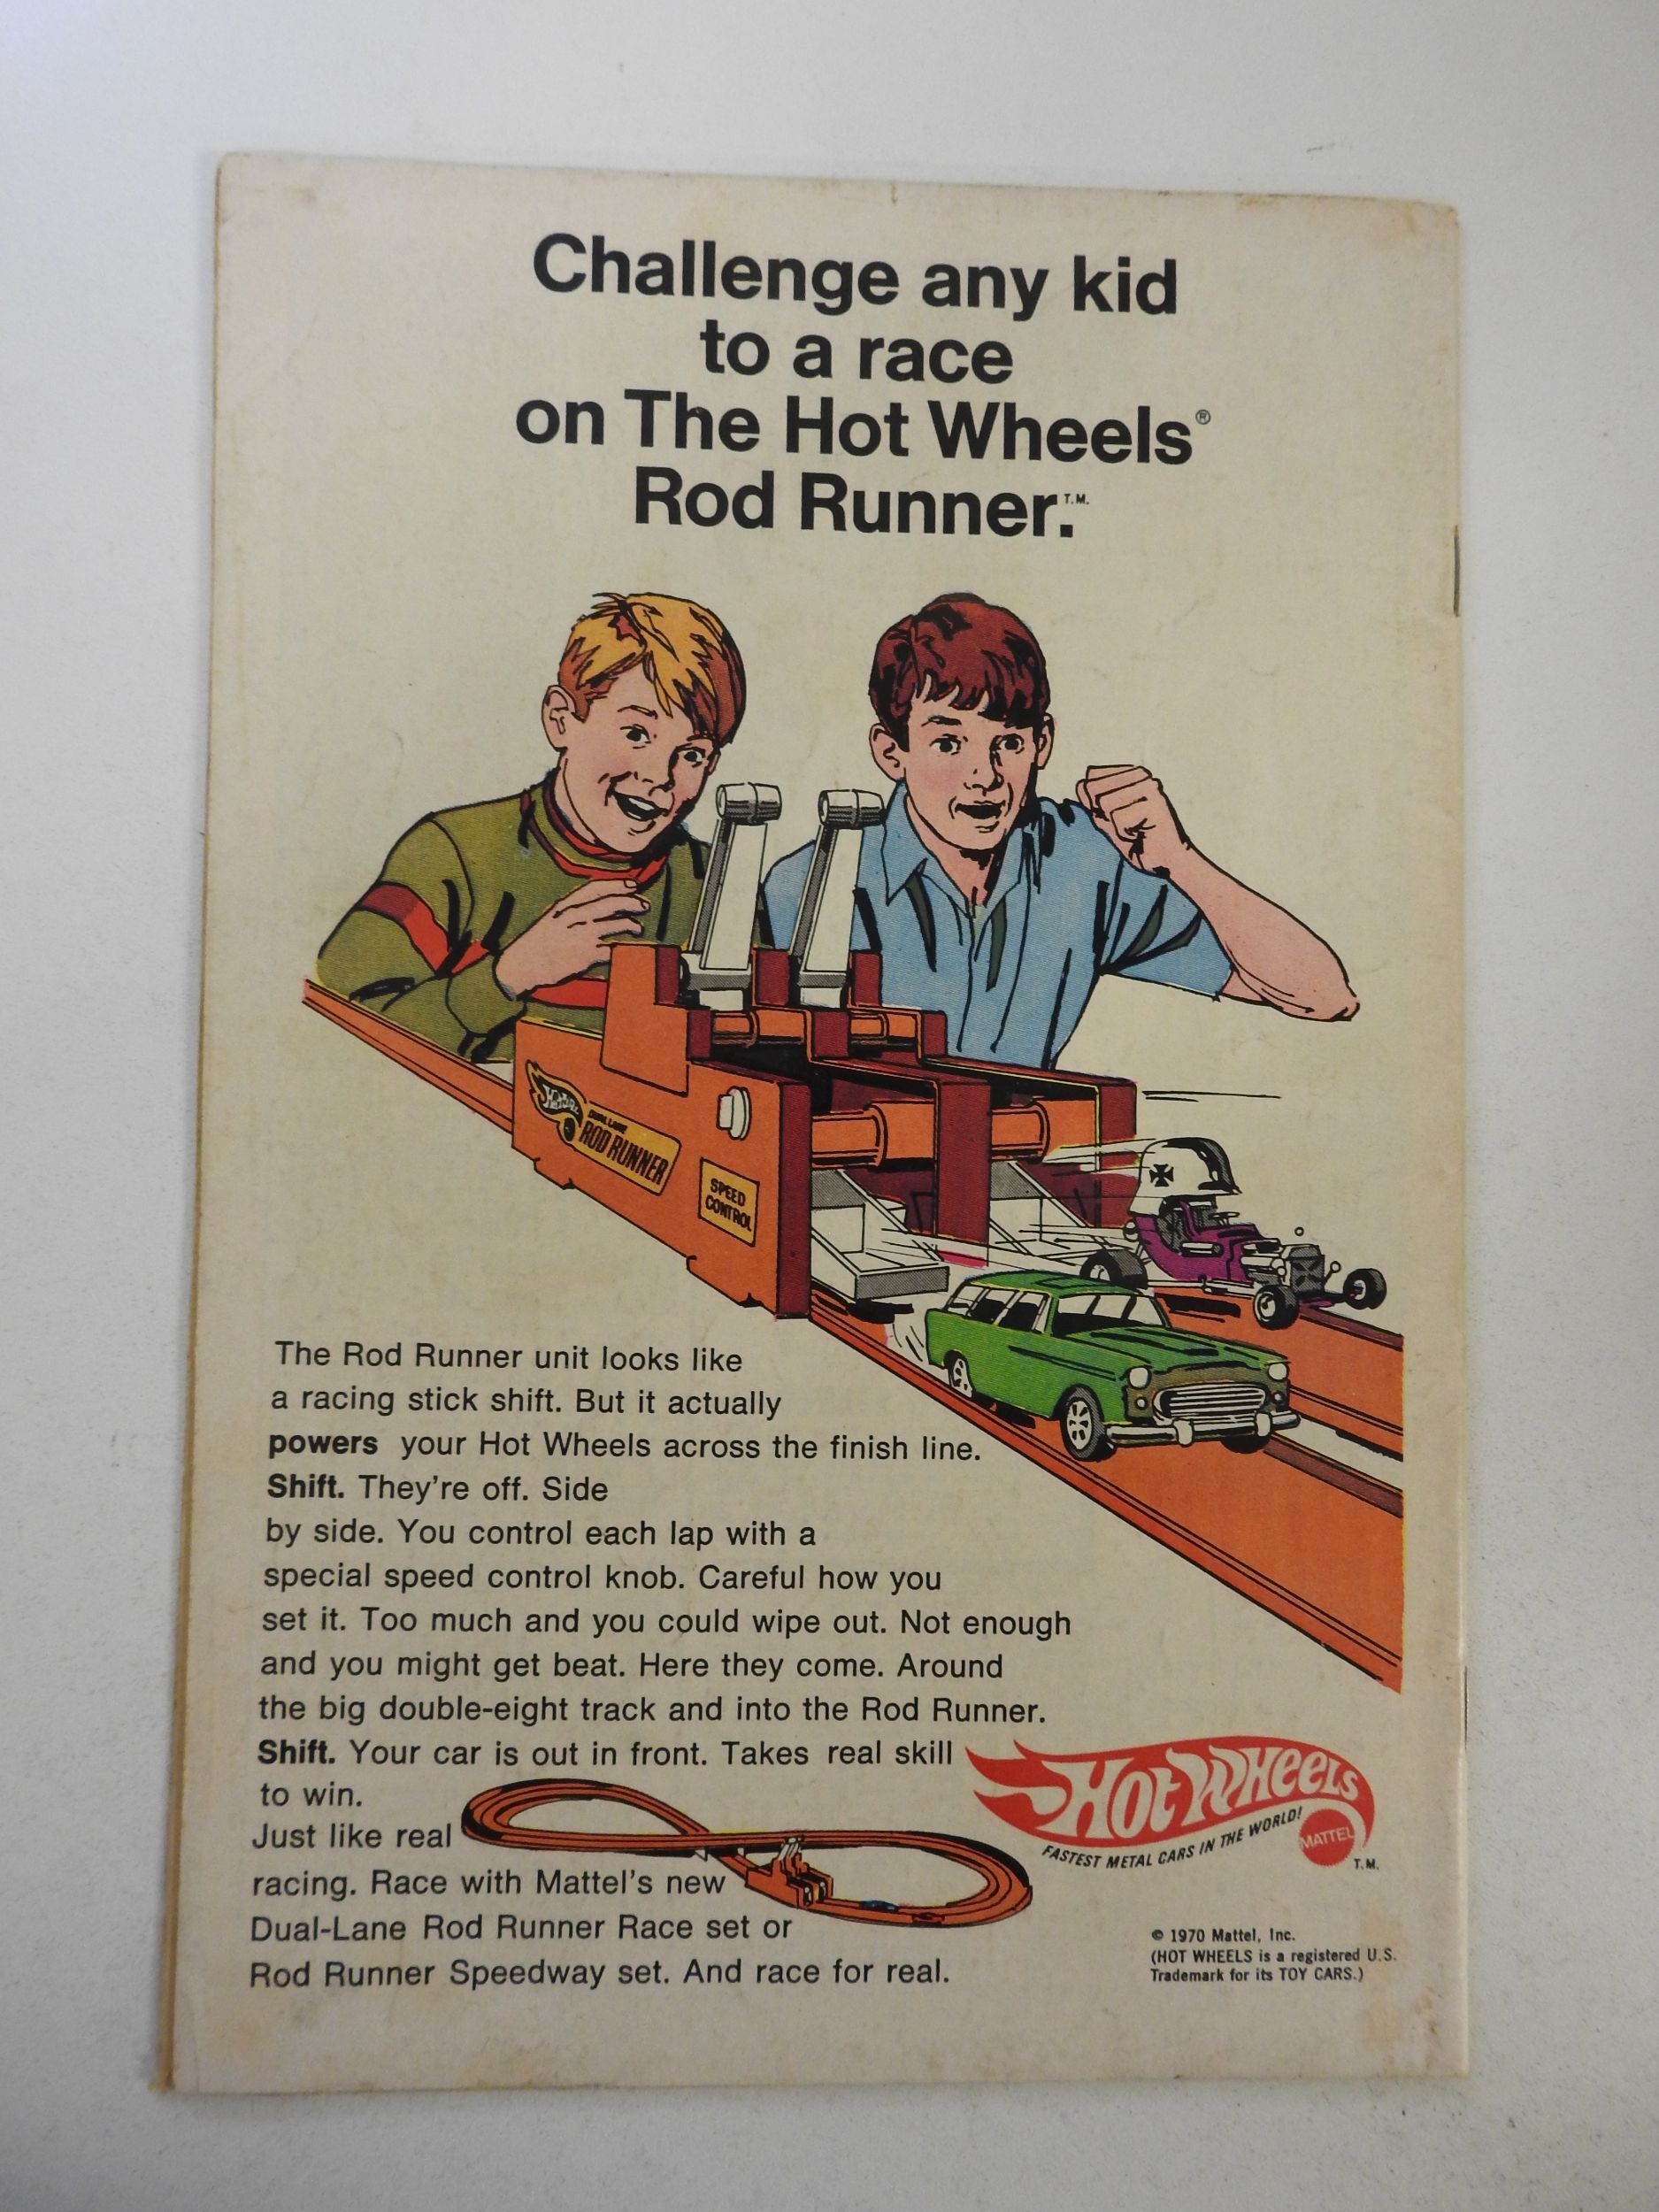 Challenge any kid
to a race
on The Hot Wheels®
Rod Runner.T.M.
HOT WHEELS
DUAL LANE
ROD RUNNER
SPEED
CONTROL
The Rod Runner unit looks like
a racing stick shift. But it actually
powers your Hot Wheels across the finish line.
Shift. They're off. Side
by side. You control each lap with a
special speed control knob. Careful how you
set it. Too much and you could wipe out. Not enough
and you might get beat. Here they come. Around
the big double-eight track and into the Rod Runner.
Shift. Your car is out in front. Takes real skill
to win.
Just like real
racing. Race with Mattel's new
Dual-Lane Rod Runner Race set or
Rod Runner Speedway set. And race for real.
HOT WHEELS
FASTEST METAL CARS IN THE WORLD!
MATTEL
T.M.
© 1970 Mattel, Inc.
(HOT WHEELS is a registered U.S.
Trademark for its TOY CARS.)